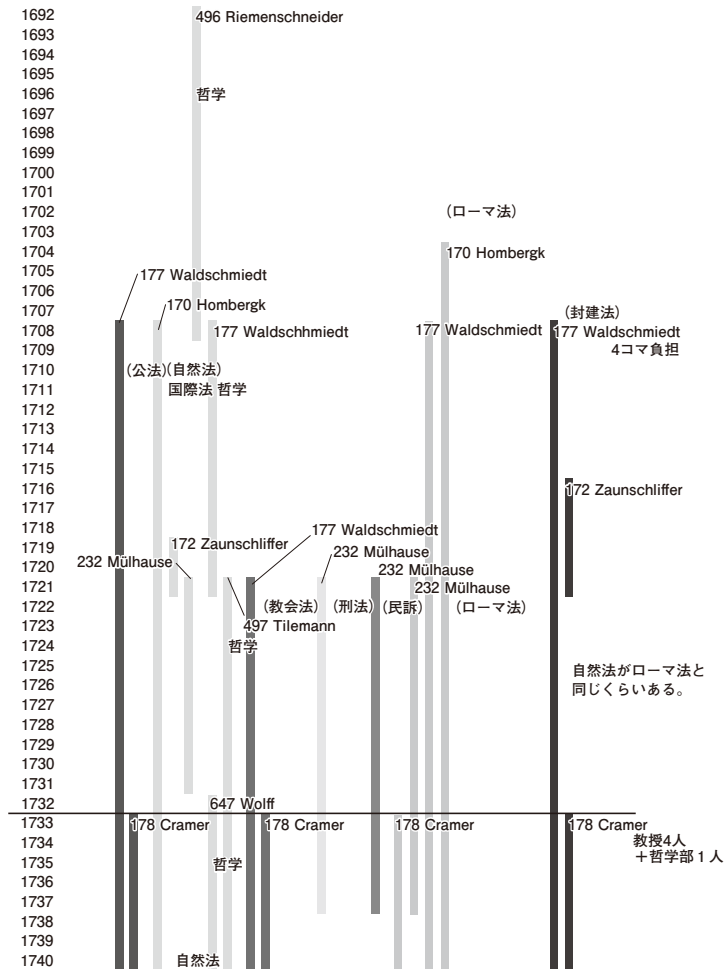 1692
496 Riemenschneider
1693
1694
1695
1696
哲学
1697
1698
1699
1700
1701
1702
（ローマ法）
1703
1704
170 Hombergk
1705
177 Waldschmiedt
1706
170 Hombergk
1707
（封建法）
1708
177 Waldschhmiedt
177 Waldschmiedt
177 Waldschmiedt
1709
4コマ負担
1710
（公法）（自然法）
1711
国際法 哲学
1712
1713
1714
1715
1716
172 Zaunschliffer
1717
1718
177 Waldschmiedt
1719
172 Zaunschliffer
232 Mülhause
1720
232 Mülhause
232 Mülhause
1721
232 Mülhause
1722
（教会法）（刑法）（民訴）
（ローマ法）
1723
497 Tilemann
1724
哲学
1725
自然法がローマ法と
1726
同じくらいある。
1727
1728
1729
1730
1731
1732
647 Wolff
1733
178 Cramer
178 Cramer
178 Cramer
178 Cramer
1734
教授4人
1735
哲学
＋哲学部１人
1736
1737
1738
1739
1740
自然法